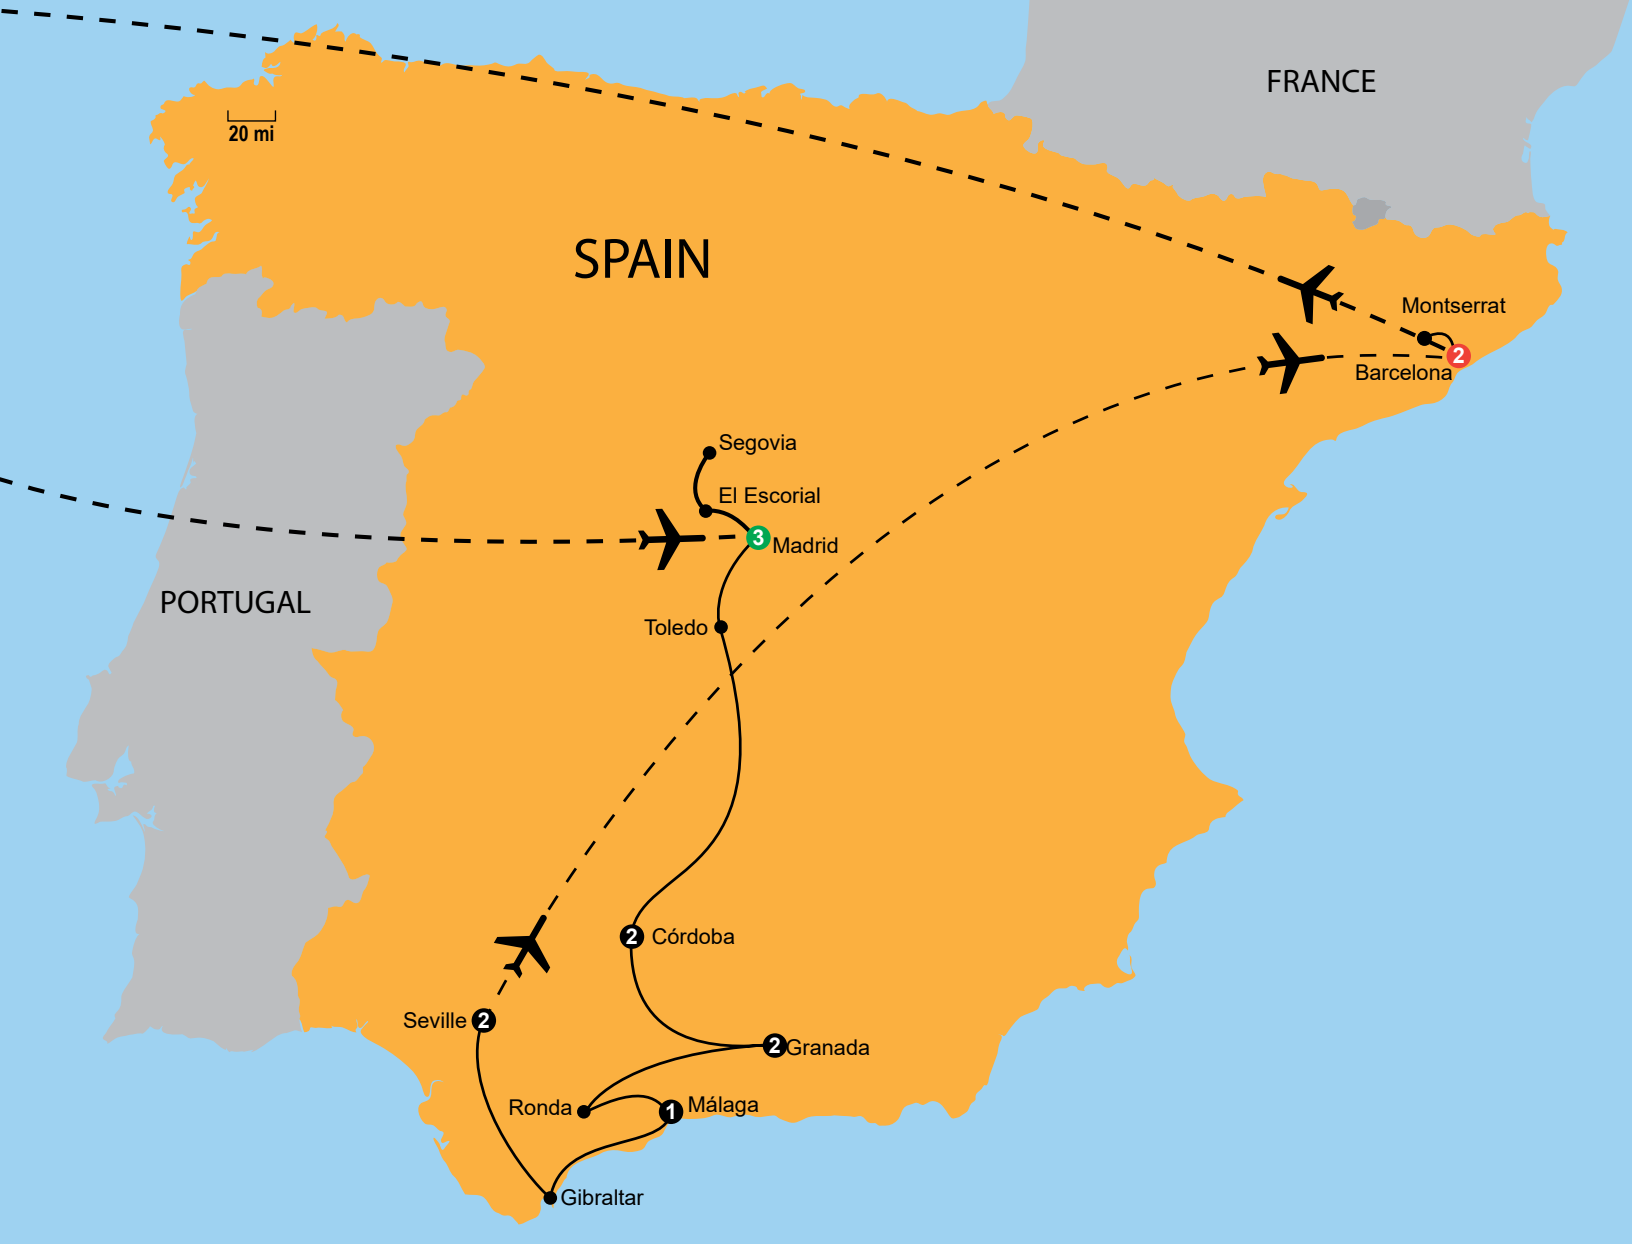 FRANCE
20 mi
SPAIN
Montserrat
2
Barcelona
Segovia
El Escorial
3
Madrid
PORTUGAL
Toledo
2 Córdoba
Seville 2
2 Granada
Ronda
1 Málaga
Gibraltar